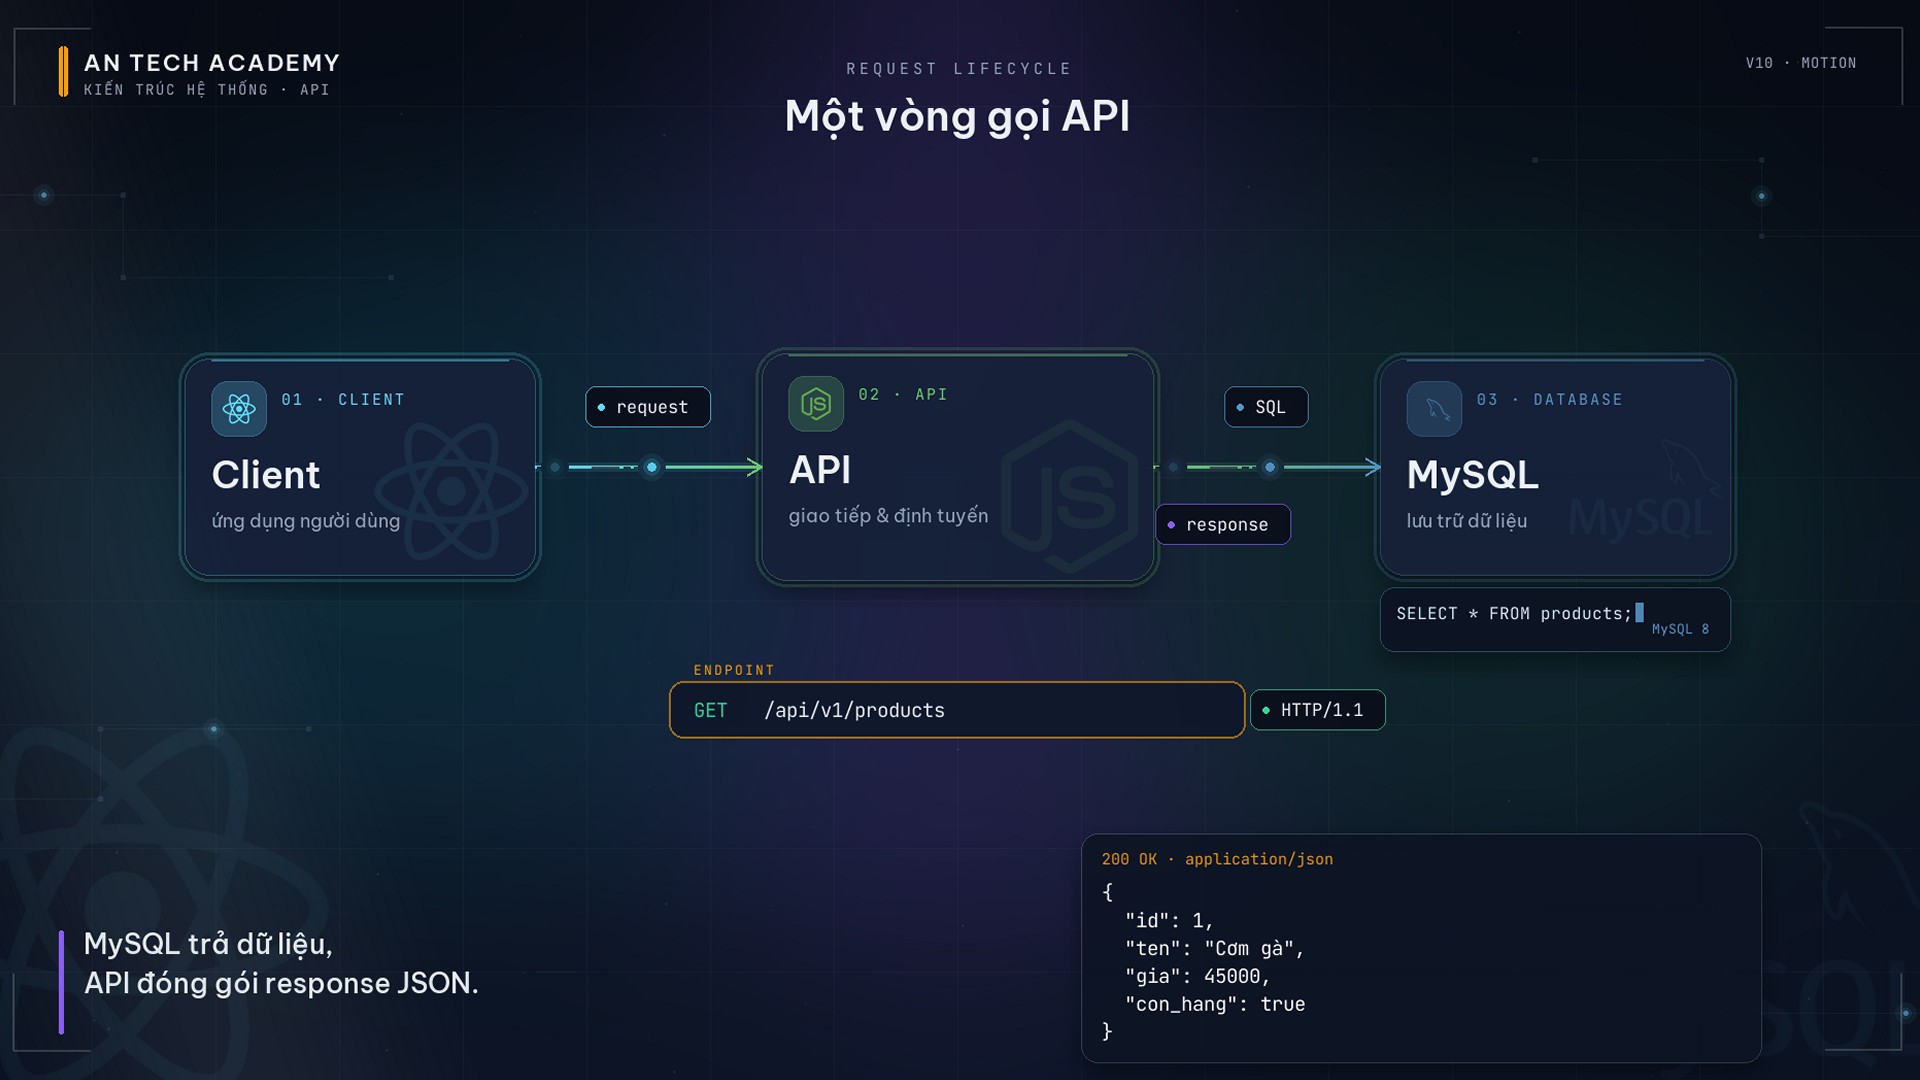 AN TECH ACADEMY
KIẾN TRÚC HỆ THỐNG · API
REQUEST LIFECYCLE
Một vòng gọi API
V10 · MOTION
01 · CLIENT
Client
ứng dụng người dùng
request
02 · API
API
giao tiếp & định tuyến
JS
JS
SQL
response
03 · DATABASE
MySQL
lưu trữ dữ liệu
MySQL
SELECT * FROM products;
MySQL 8
ENDPOINT
GET /api/v1/products
HTTP/1.1
200 OK · application/json
{
"id": 1,
"ten": "Cơm gà",
"gia": 45000,
"con_hang": true
}
MySQL trả dữ liệu,
API đóng gói response JSON.
SQL